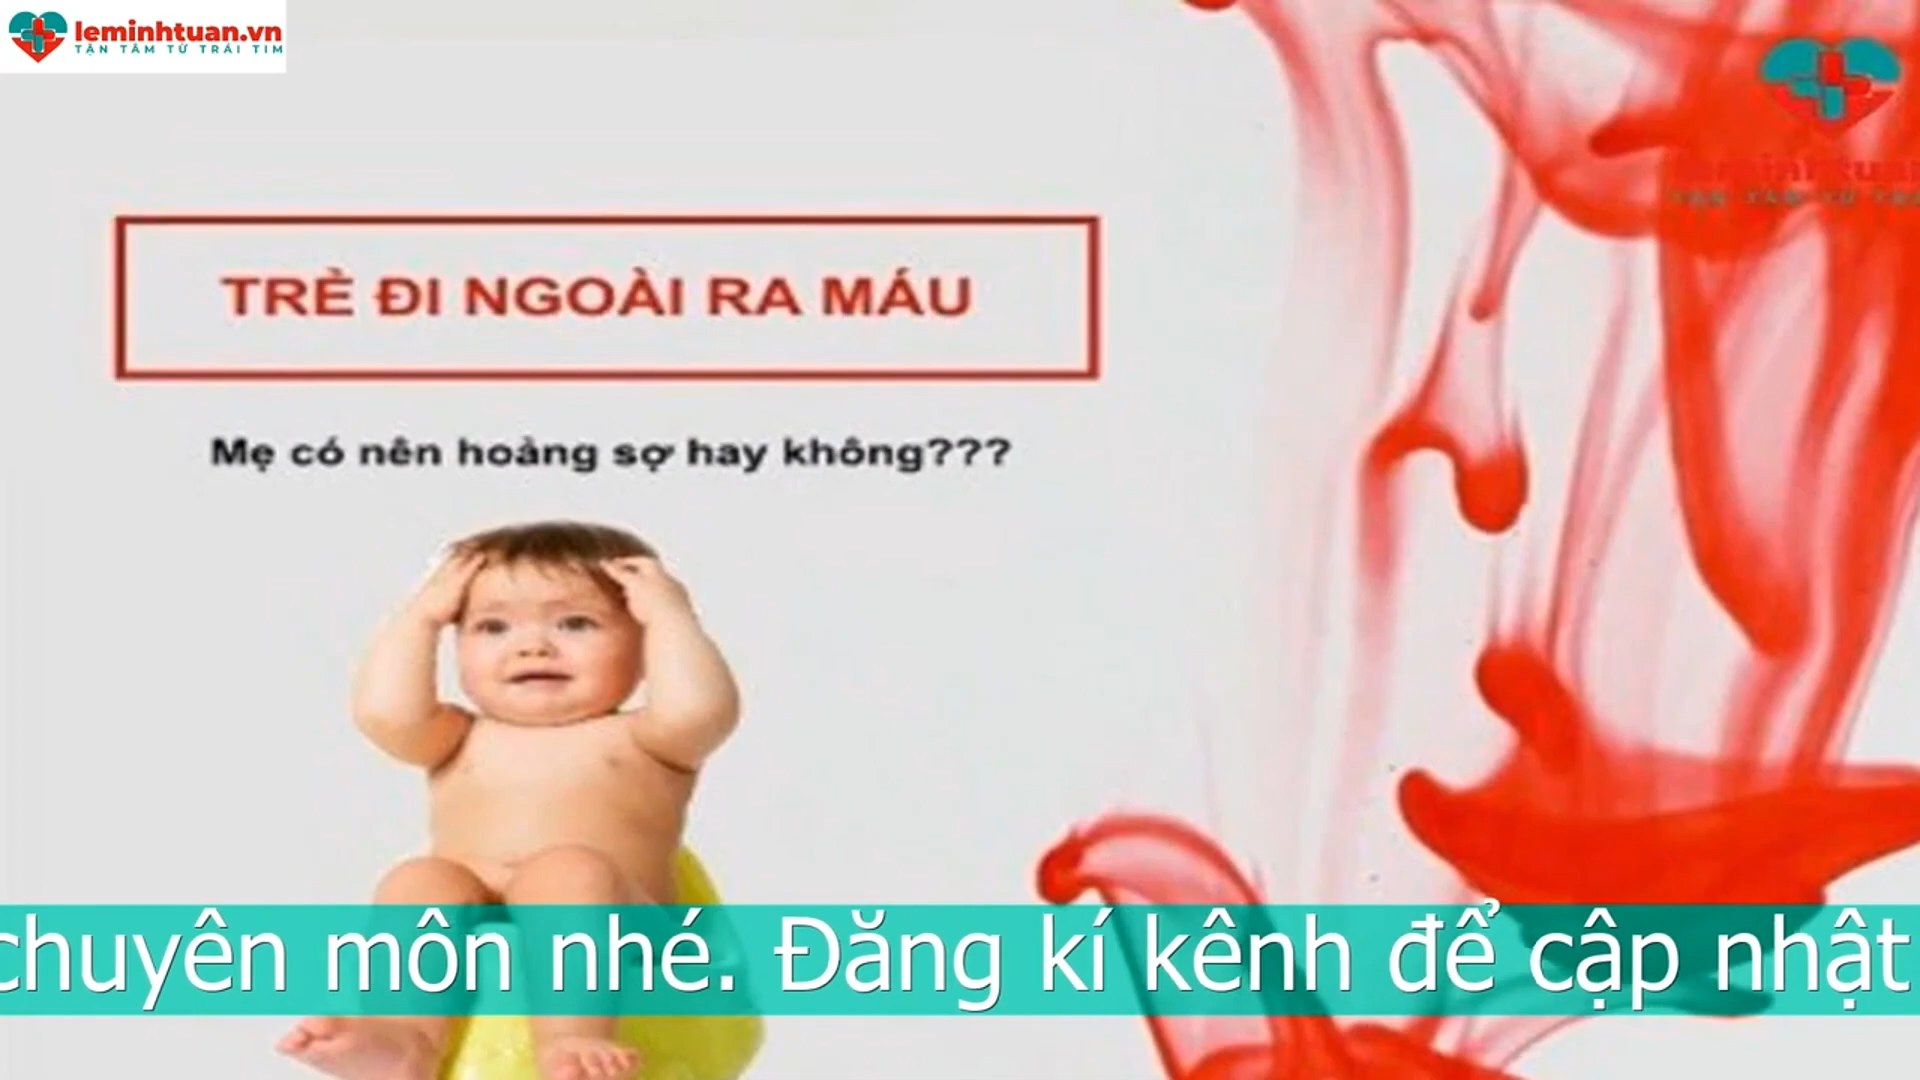 leminhtuan.vn
TẬN TÂM TỪ TRÁI TIM
TRẺ ĐI NGOÀI RA MÁU
Mẹ có nên hoảng sợ hay không???
chuyên môn nhé. Đăng kí kênh để cập nhật